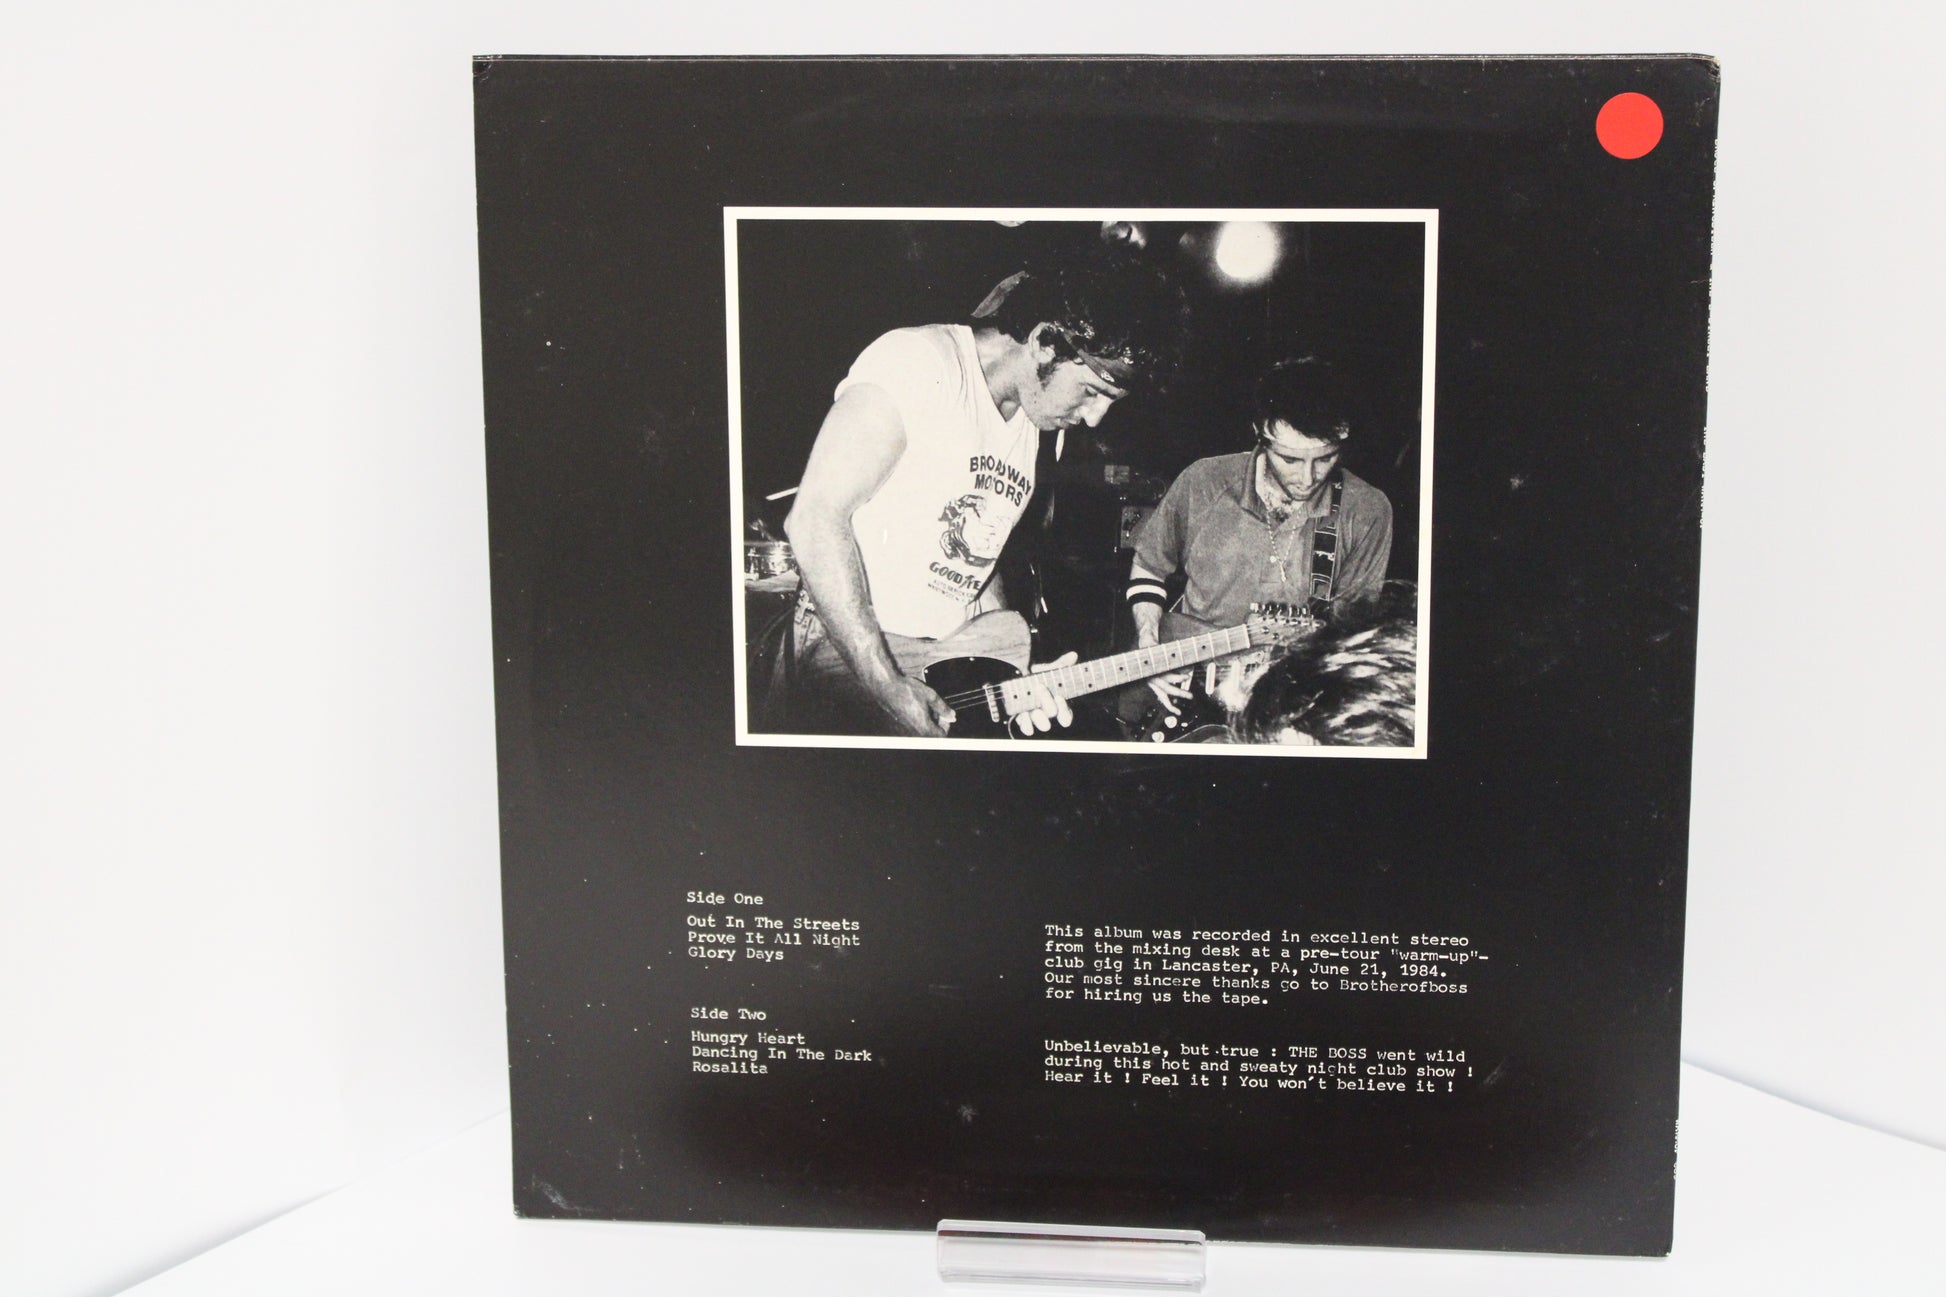 BROADWAY
MOTORS
GOODYE
Side One
Out In The Streets
Prove It All Night
Glory Days
Side Two
Hungry Heart
Dancing In The Dark
Rosalita
This album was recorded in excellent stereo
from the mixing desk at a pre-tour "warm-up"-
club gig in Lancaster, PA, June 21, 1984.
Our most sincere thanks go to Brotherofboss
for hiring us the tape.
Unbelievable, but true : THE BOSS went wild
during this hot and sweaty night club show !
Hear it ! Feel it ! You won't believe it !